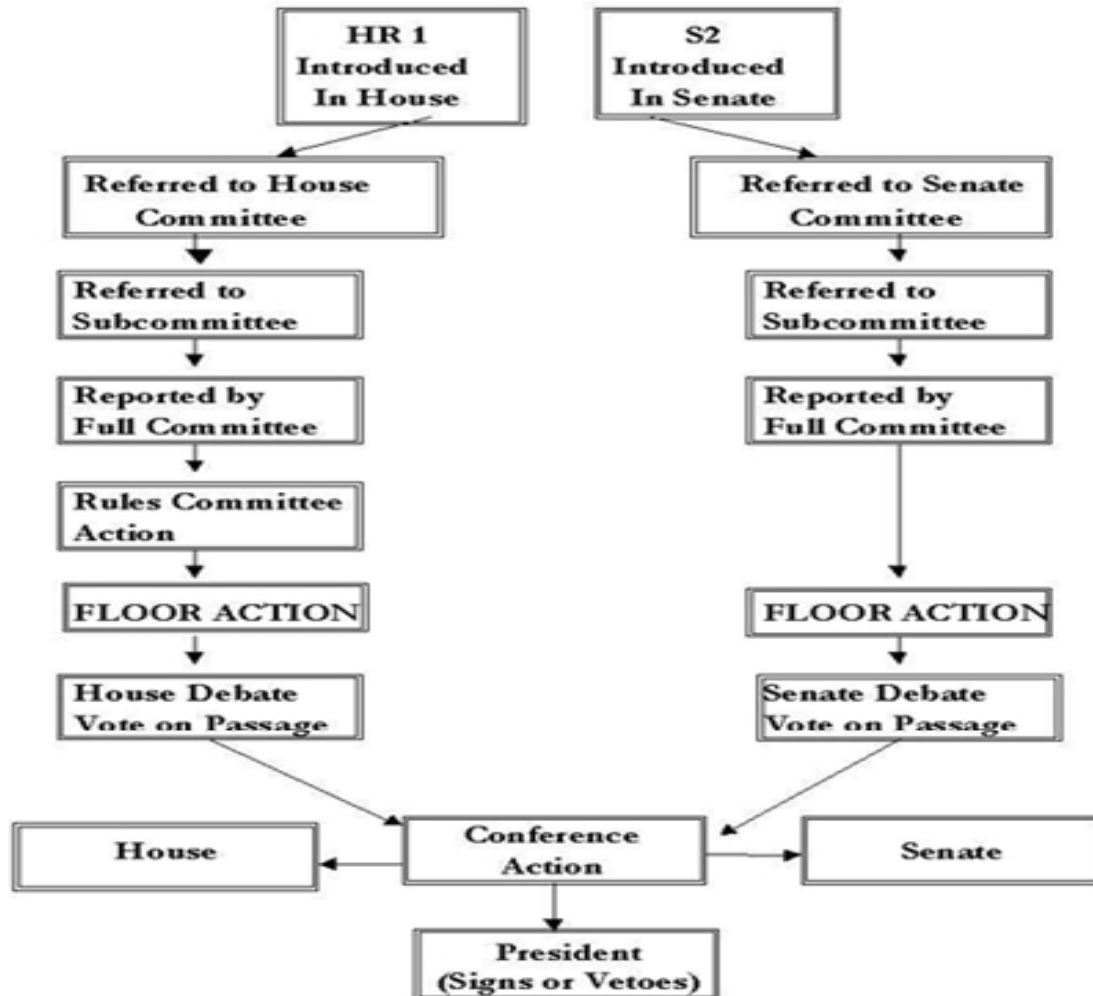 HR 1
Introduced
In House
S2
Introduced
In Senate
Referred to House
Committee
Referred to Senate
Committee
Referred to
Subcommittee
Referred to
Subcommittee
Reported by
Full Committee
Reported by
Full Committee
Rules Committee
Action
FLOOR ACTION
FLOOR ACTION
House Debate
Vote on Passage
Senate Debate
Vote on Passage
House
Conference
Action
Senate
President
(Signs or Vetoes)